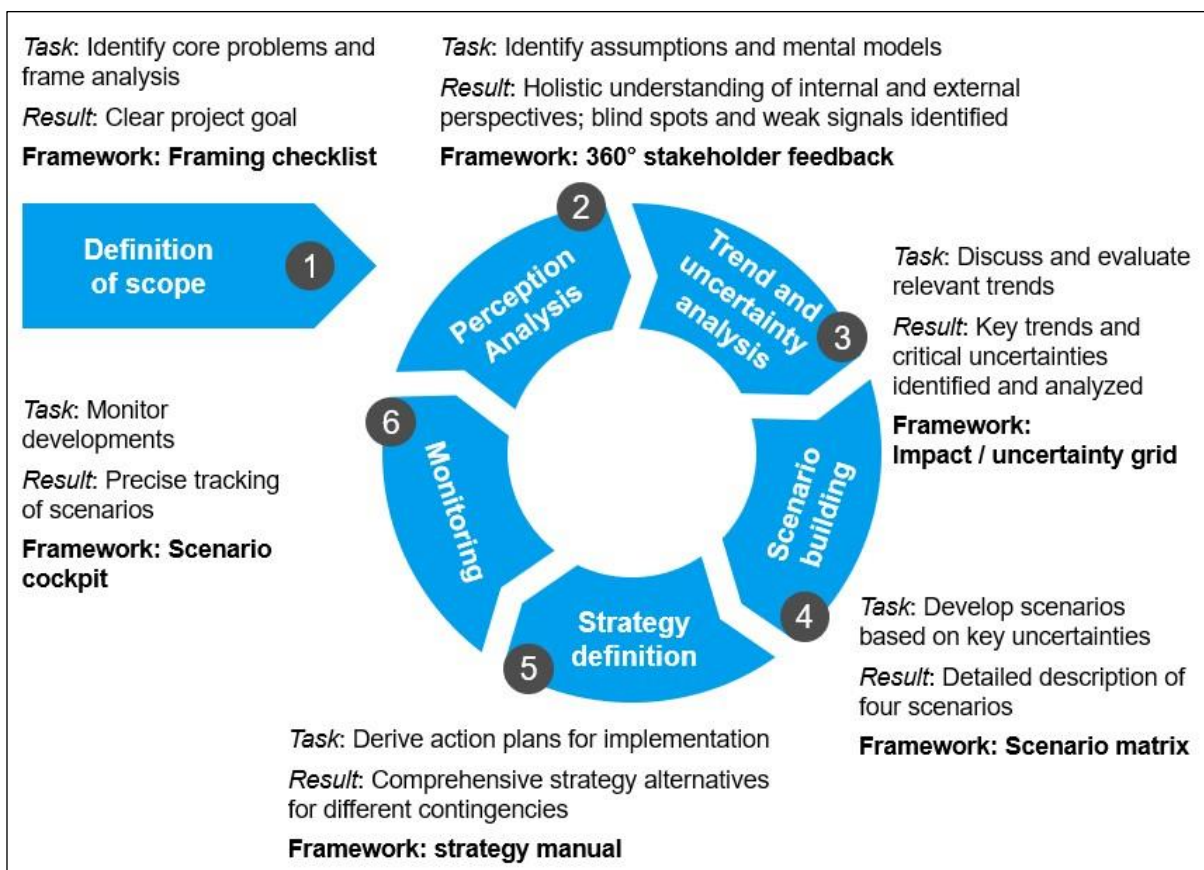 Task: Identify core problems and
frame analysis
Result: Clear project goal
Framework: Framing checklist
Definition
of scope
1
Task: Identify assumptions and mental models
Result: Holistic understanding of internal and external
perspectives; blind spots and weak signals identified
Framework: 360° stakeholder feedback
2
Perception
Analysis
Trend and
uncertainty
analysis
3
Task: Discuss and evaluate
relevant trends
Result: Key trends and
critical uncertainties
identified and analyzed
Framework:
Impact / uncertainty grid
Scenario
building
4
Task: Develop scenarios
based on key uncertainties
Result: Detailed description of
four scenarios
Framework: Scenario matrix
Strategy
definition
5
Task: Derive action plans for implementation
Result: Comprehensive strategy alternatives
for different contingencies
Framework: strategy manual
6
Monitoring
Task: Monitor
developments
Result: Precise tracking
of scenarios
Framework: Scenario
cockpit